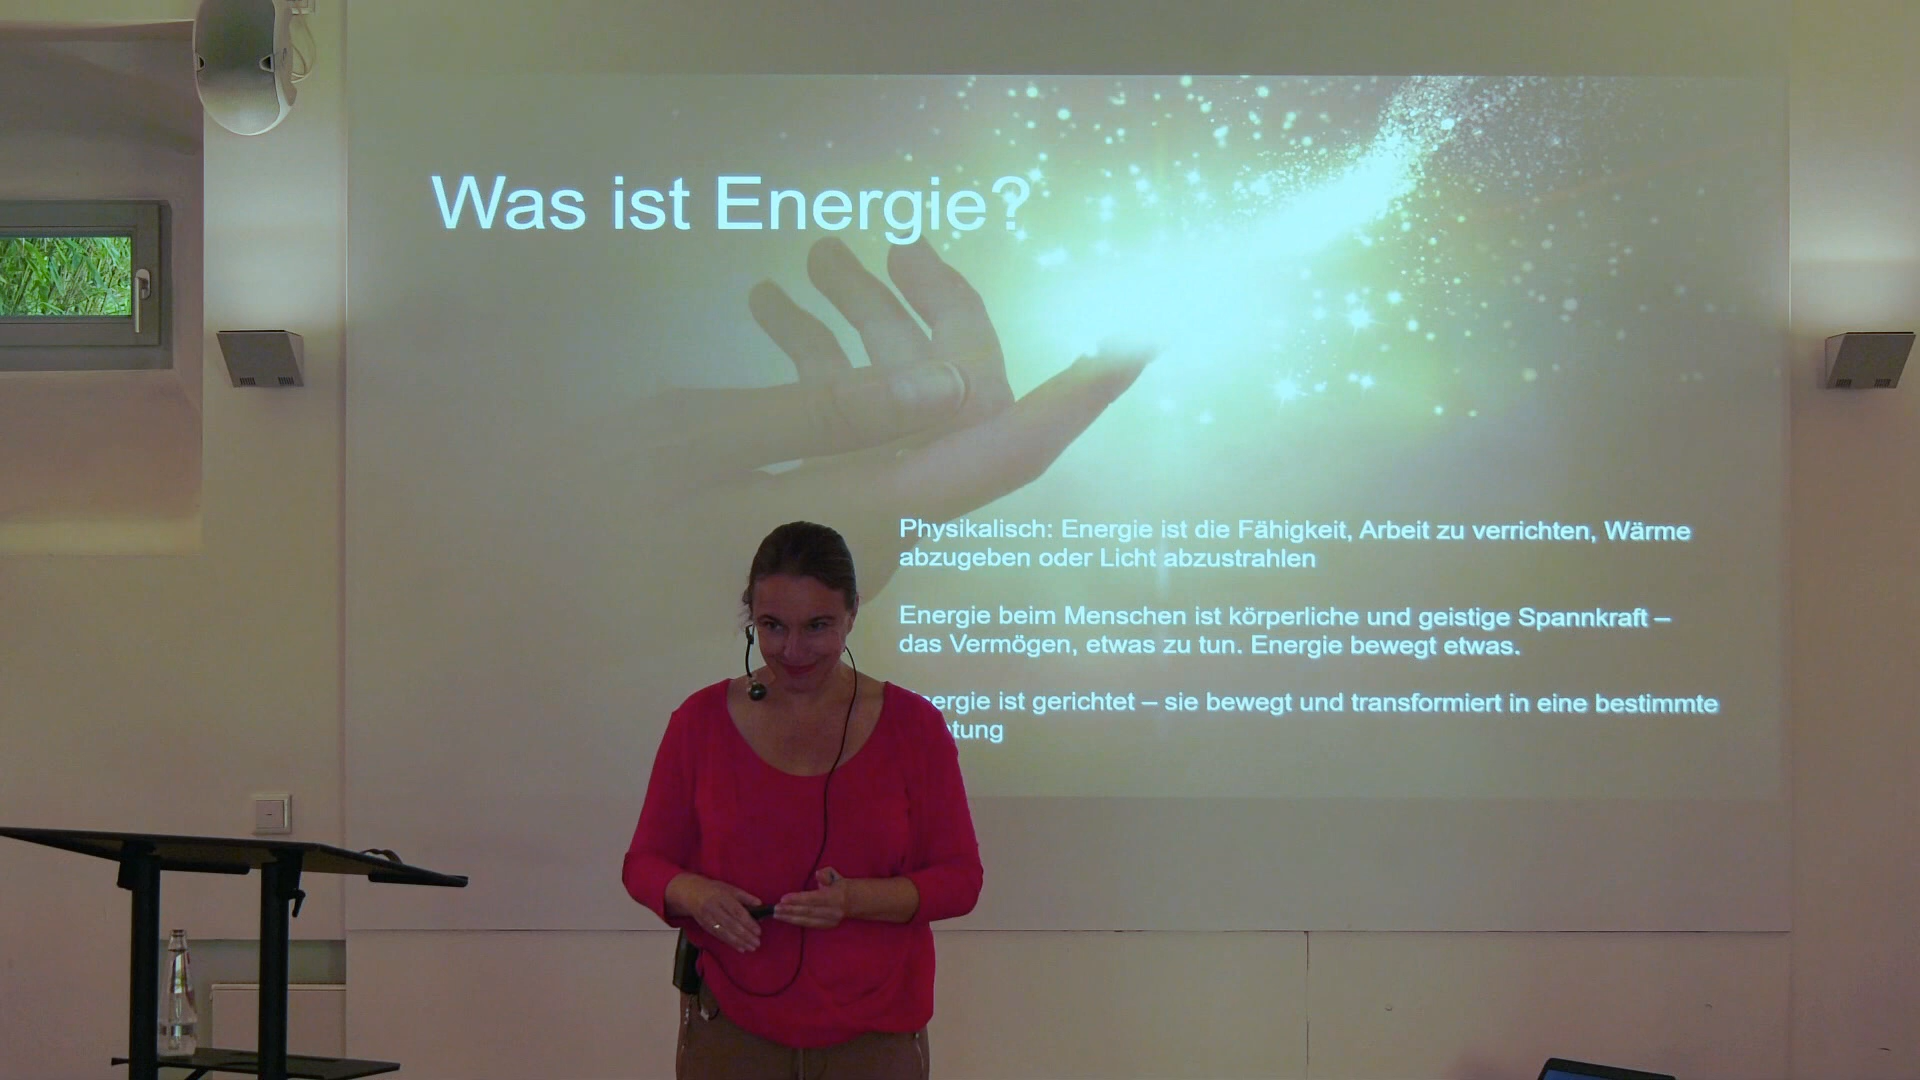 Was ist Energie?
Physikalisch: Energie ist die Fähigkeit, Arbeit zu verrichten, Wärme
abzugeben oder Licht abzustrahlen
Energie beim Menschen ist körperliche und geistige Spannkraft –
das Vermögen, etwas zu tun. Energie bewegt etwas.
ist gerichtet – sie bewegt und transformiert in eine bestimmte